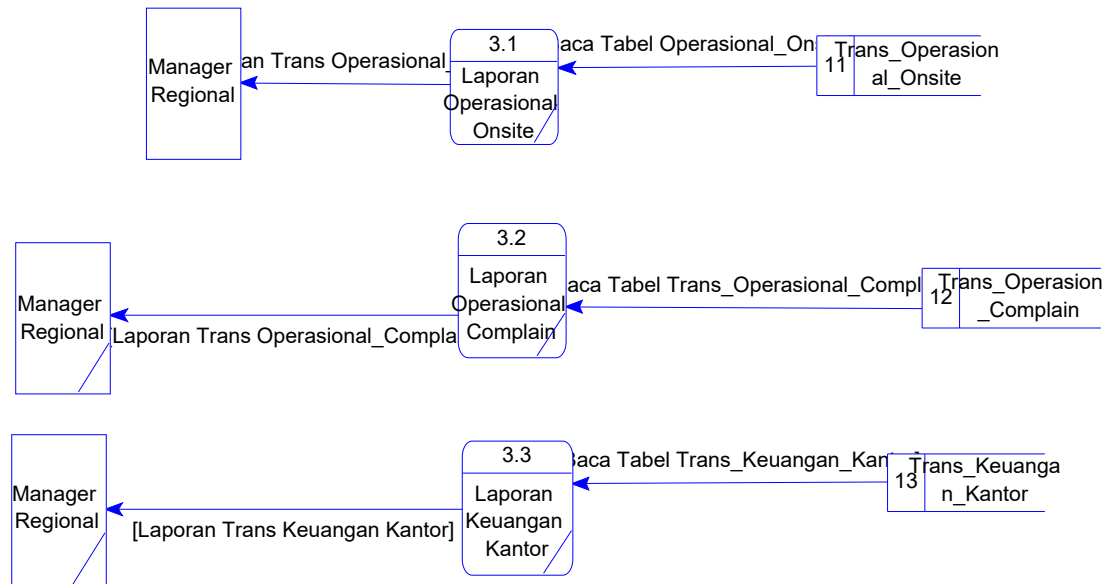 3.1
Manager
Regional
an Trans Operasional_
Laporan
Operasional
Onsite
aca Tabel Operasional_Ons
11
Trans_Operasion
al_Onsite
3.2
Manager
Regional
Laporan Trans Operasional_Compla
Laporan
Operasional
Complain
aca Tabel Trans_Operasional_Compl
12
Trans_Operasion
_Complain
3.3
Manager
Regional
[Laporan Trans Keuangan Kantor]
Laporan
Keuangan
Kantor
Baca Tabel Trans_Keuangan_Kan
13
Trans_Keuanga
n_Kantor